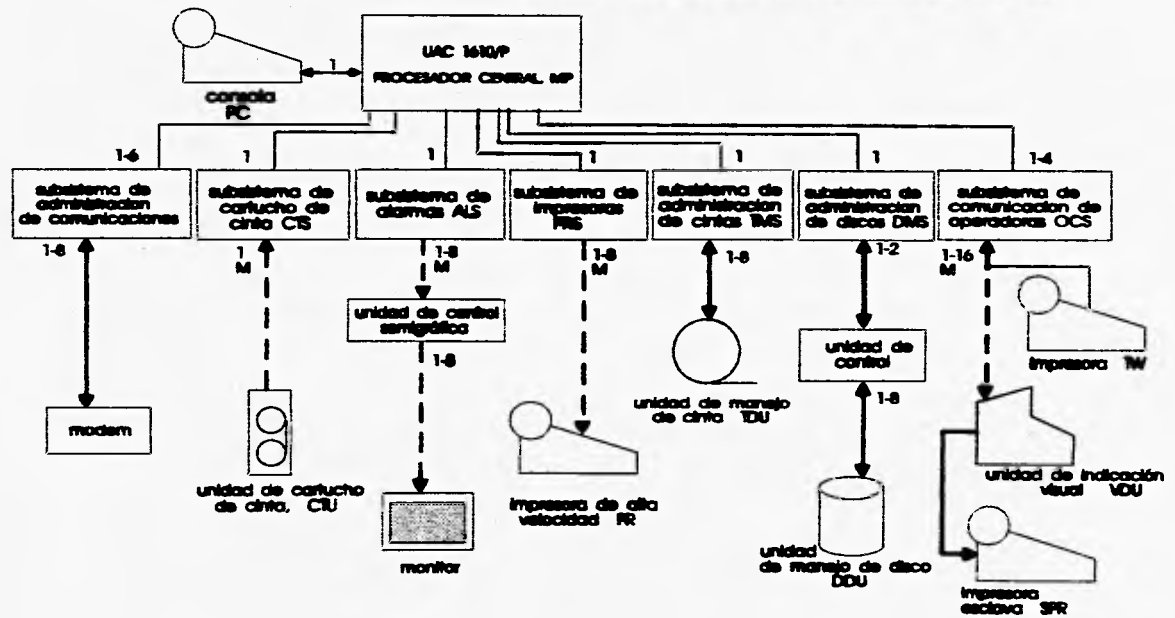 UAC 1610/P
PROCESADOR CENTRAL MP
1
consola
PC
1-6
1
1
1
1
1
1-4
subsistema de
administracion
de comunicaciones
subsistema de
cartucho de
cinta CTS
subsistema de
alarmas ALS
subsistema de
impresoras
PRS
subsistema de
administracion
de cintas TMS
subsistema de
administracion
de discos DMS
subsistema de
comunicacion de
operadoras OCS
1-8
1
M
1-8
M
1-8
M
1-8
1-2
1-16
M
unidad de central
semigráfica
1-8
unidad de
control
1-8
impresora TW
modem
unidad de cartucho
de cinta, CTU
monitor
impresora de alta
velocidad PR
unidad de manejo
de cinta TDU
unidad
de manejo de disco
DDU
unidad de indicación
visual VDU
impresora
esclava SPR